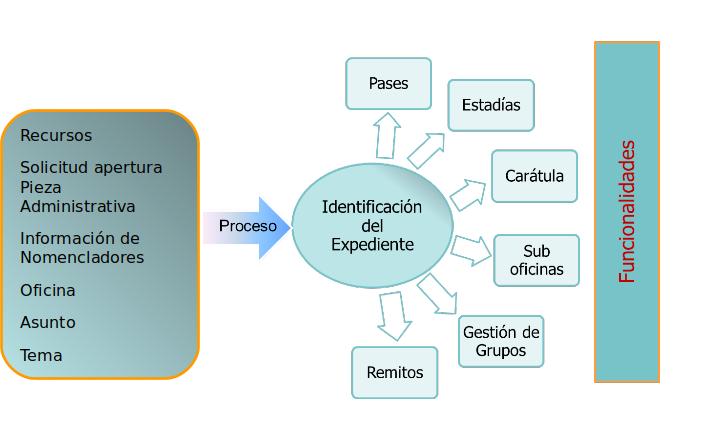 Recursos
Solicitud apertura
Pieza
Administrativa
Información de
Nomencladores
Oficina
Asunto
Tema
Proceso
Identificación
del
Expediente
Pases
Estadías
Carátula
Sub
oficinas
Gestión de
Grupos
Remitos
Funcionalidades